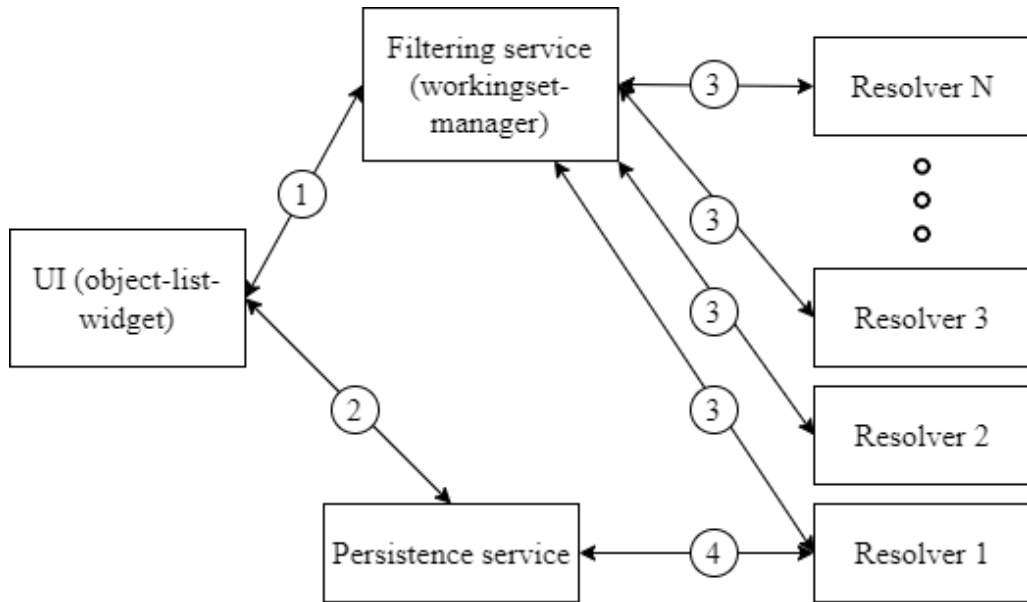 Filtering service
(workingset-
manager)
3
Resolver N
1
3
UI (object-list-
widget)
3
Resolver 3
2
3
Resolver 2
Persistence service
4
Resolver 1